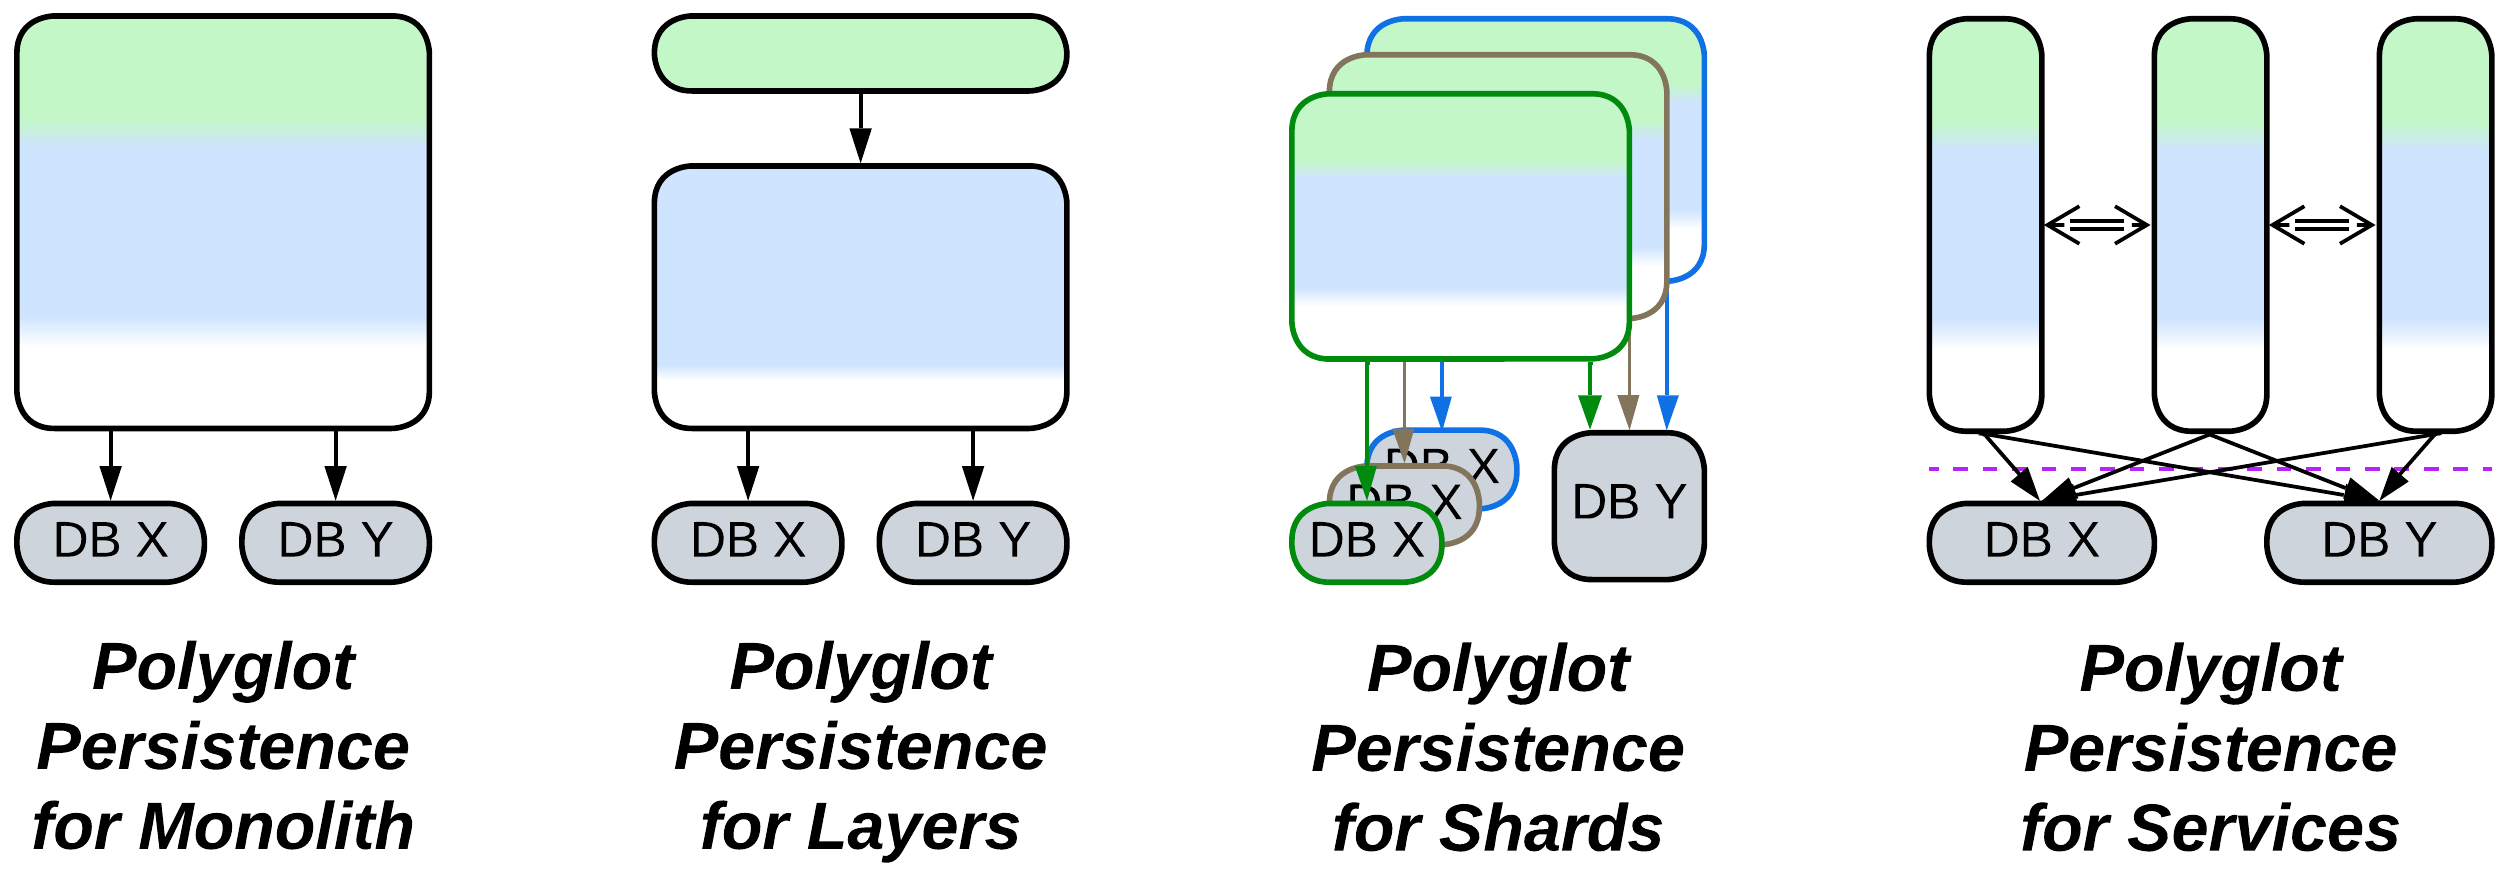 DB X
DB Y
Polyglot
Persistence
for Monolith
DB X
DB Y
Polyglot
Persistence
for Layers
DB X
DB X
DB X
DB Y
Polyglot
Persistence
for Shards
DB X
DB Y
Polyglot
Persistence
for Services